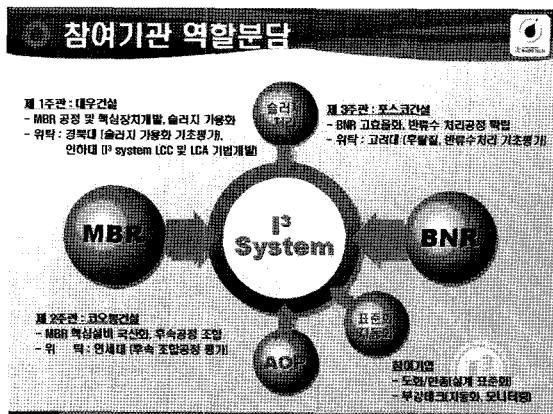 참여기관 역할분담
제 1주관 : 대우건설
- MBR 공정 및 핵심장치개발, 슬러지 가용화
- 위탁 : 경북대 (슬러지 가용화 기초평가),
인하대 (I³ system LCC 및 LCA 기법개발)
슬러지
제 3주관 : 포스코건설
- BNR 고효율화, 반류수 처리공정 확립
- 위탁 : 고려대 (후탈질, 반류수처리 기초평가)
MBR
I³
System
BNR
제 2주관 : 코오롱건설
- MBR 핵심설비 국산화, 후속공정 조합
- 위 탁 : 연세대 (후속 조합공정 평가)
AOP
표준화
자동화
참여기업
- 도화/한종(설계 표준화)
- 부강테크(자동화, 모니터링)